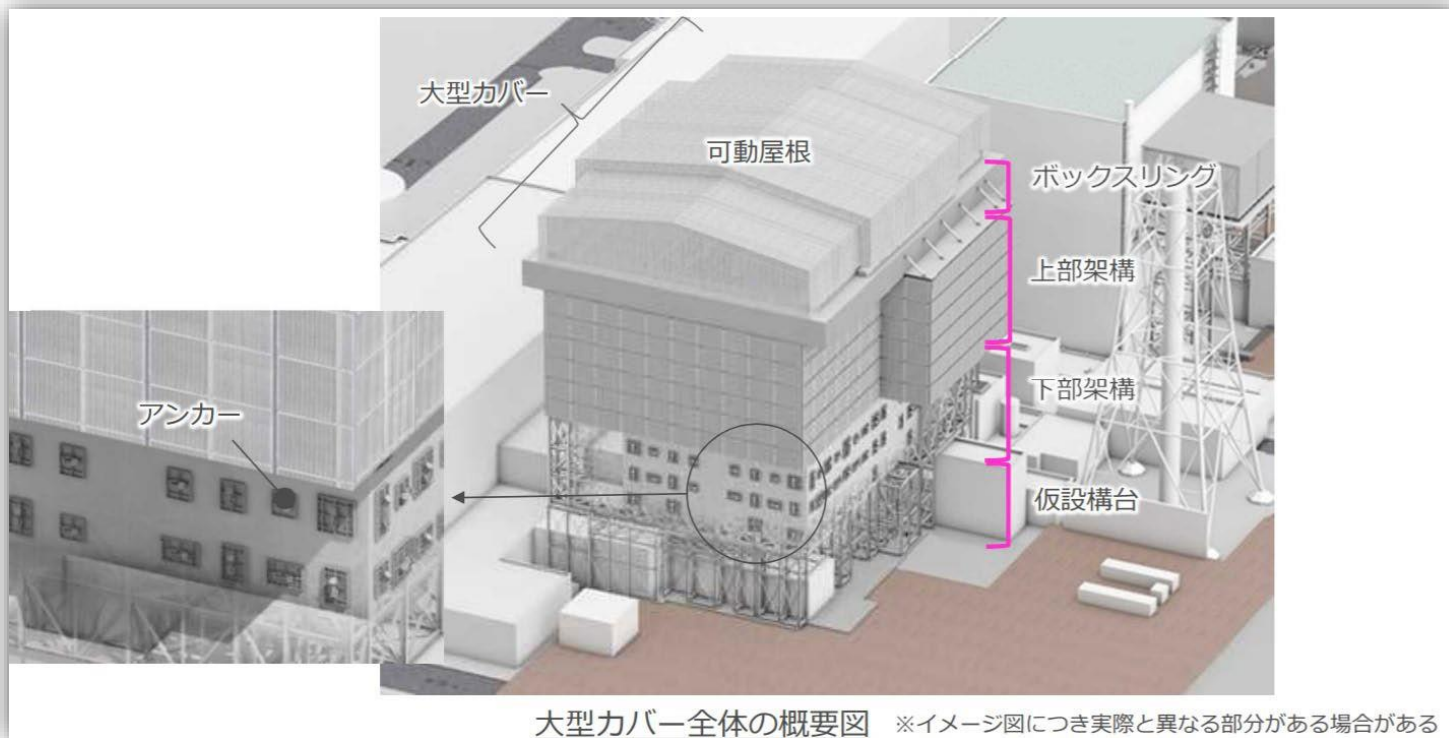 大型カバー
可動屋根
ボックスリング
上部架構
下部架構
仮設構台
アンカー
大型カバー全体の概要図 ※イメージ図につき実際と異なる部分がある場合がある